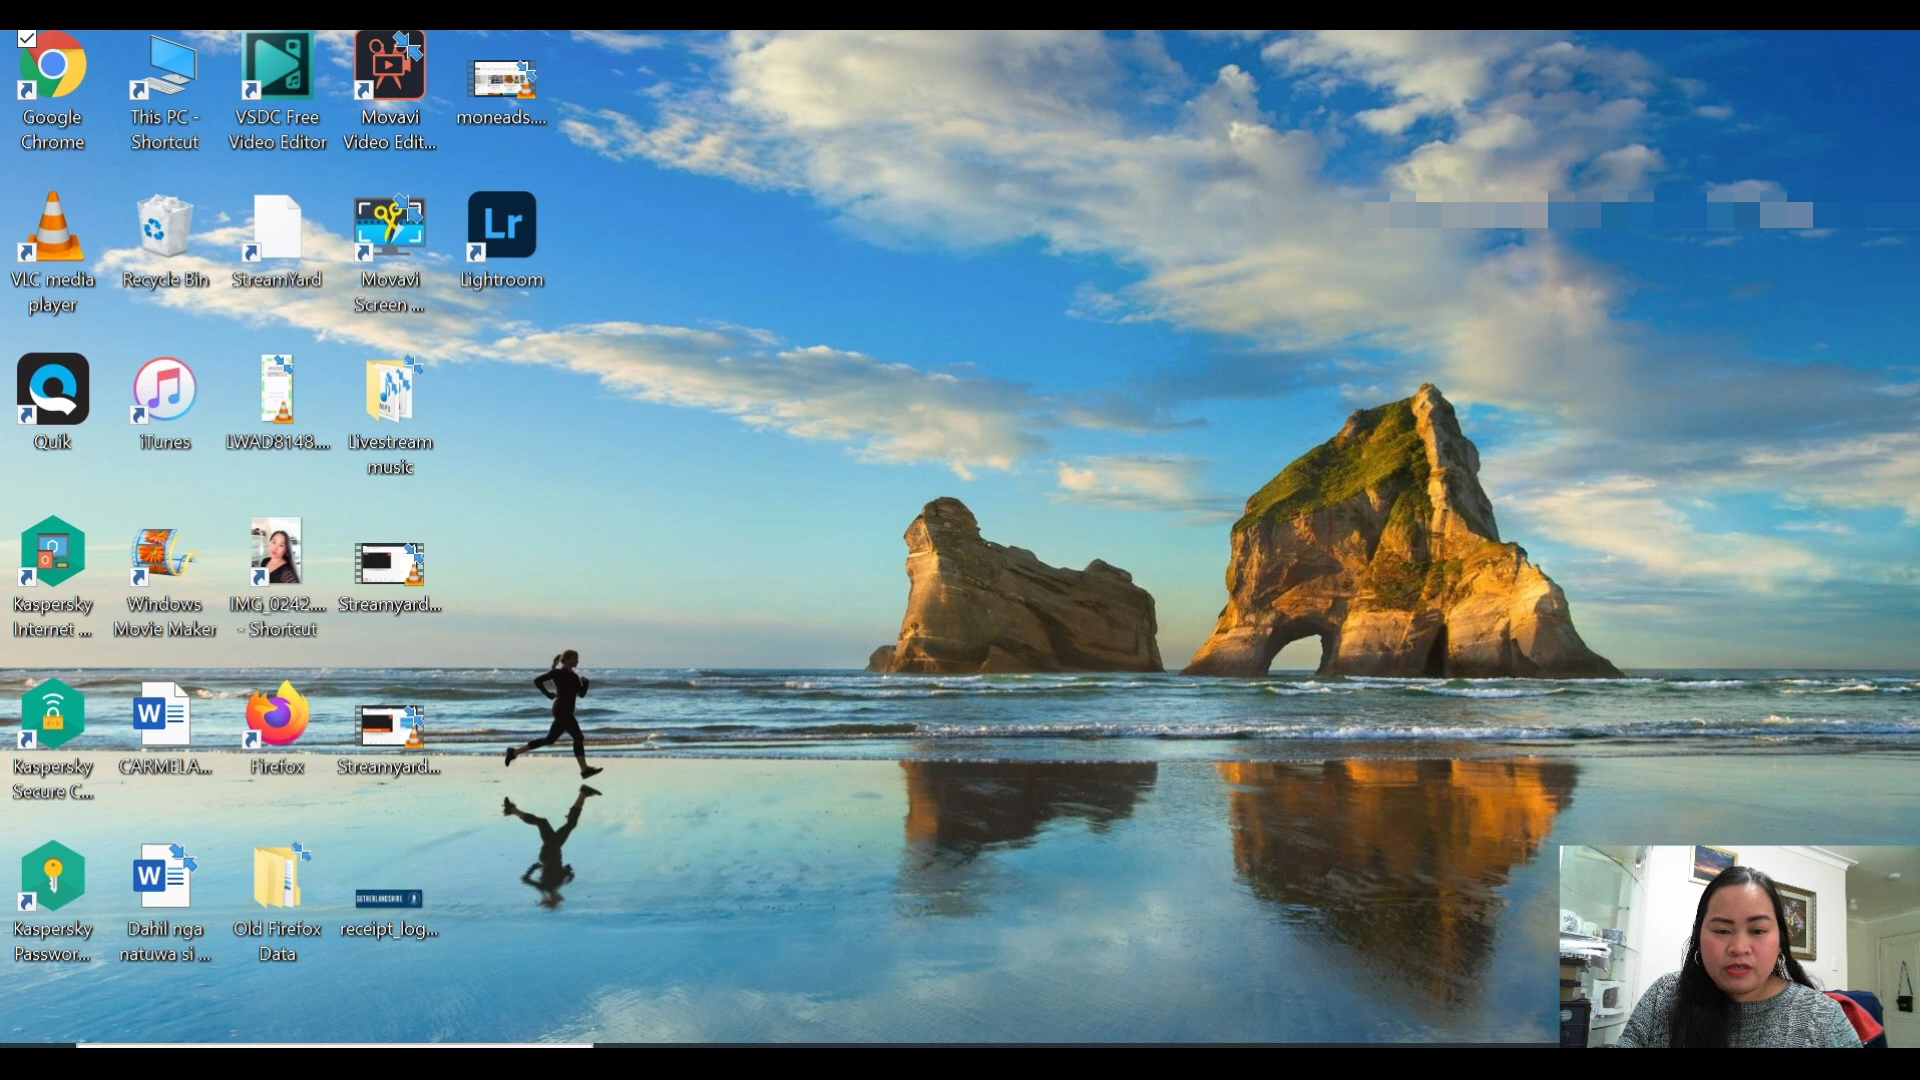 Google
Chrome
This PC -
Shortcut
VSDC Free
Video Editor
Movavi
Video Edit...
moneads....
VLC media
player
Recycle Bin
StreamYard
Movavi
Screen ...
Lr
Lightroom
Quik
iTunes
LWAD8148....
MP3
Livestream
music
Kaspersky
Internet ...
Windows
Movie Maker
IMG_0242....
- Shortcut
Streamyard...
Kaspersky
Secure C...
W
CARMELA...
Firefox
Streamyard...
Kaspersky
Passwor...
W
Dahil nga
natuwa si ...
Old Firefox
Data
SUTHERLANDSHIRE
receipt_log...